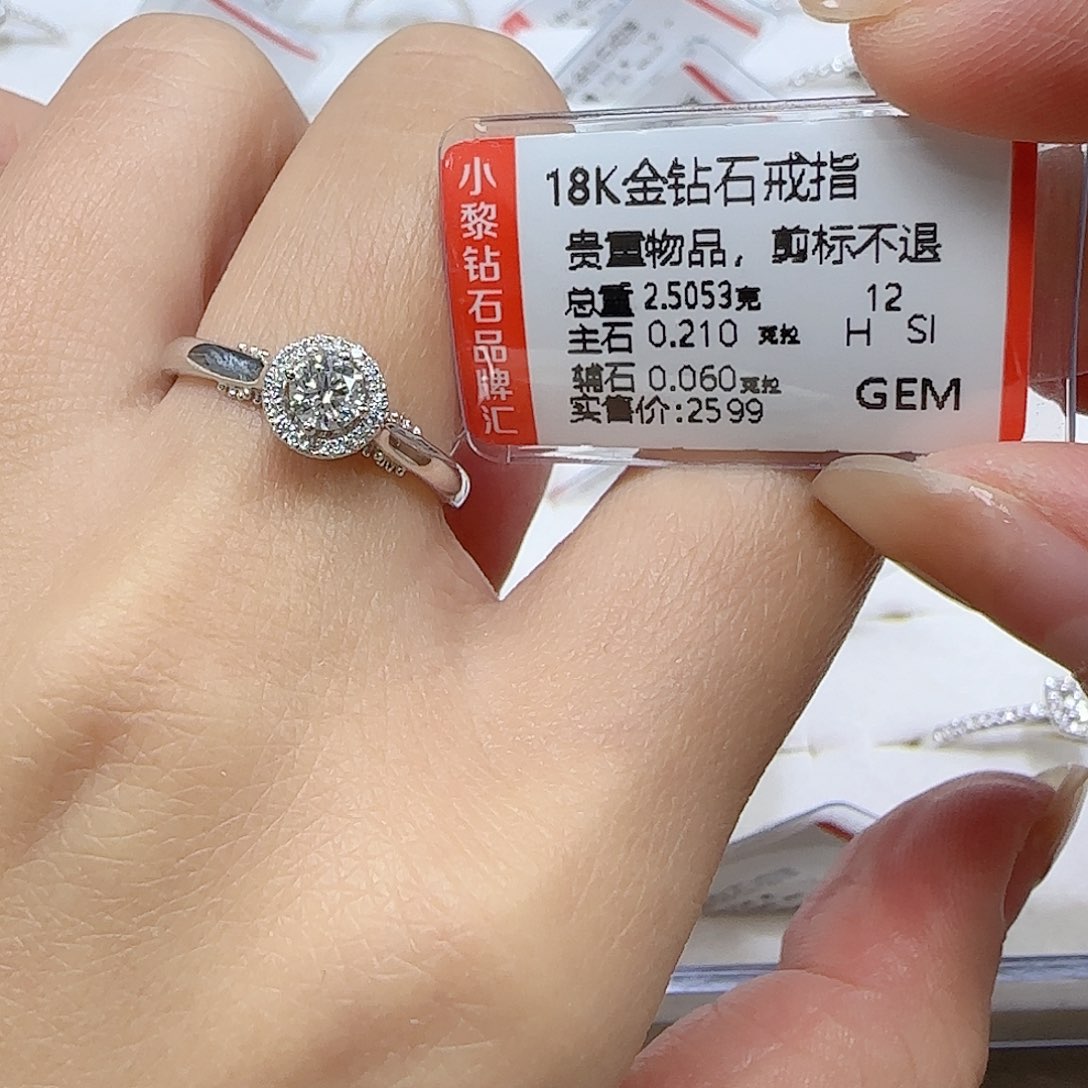 小黎钻石品牌汇
18K金钻石戒指
贵重物品，剪标不退
总重 2.5053克 12
主石 0.210 克拉 H SI
辅石 0.060克拉
实售价:2599 GEM